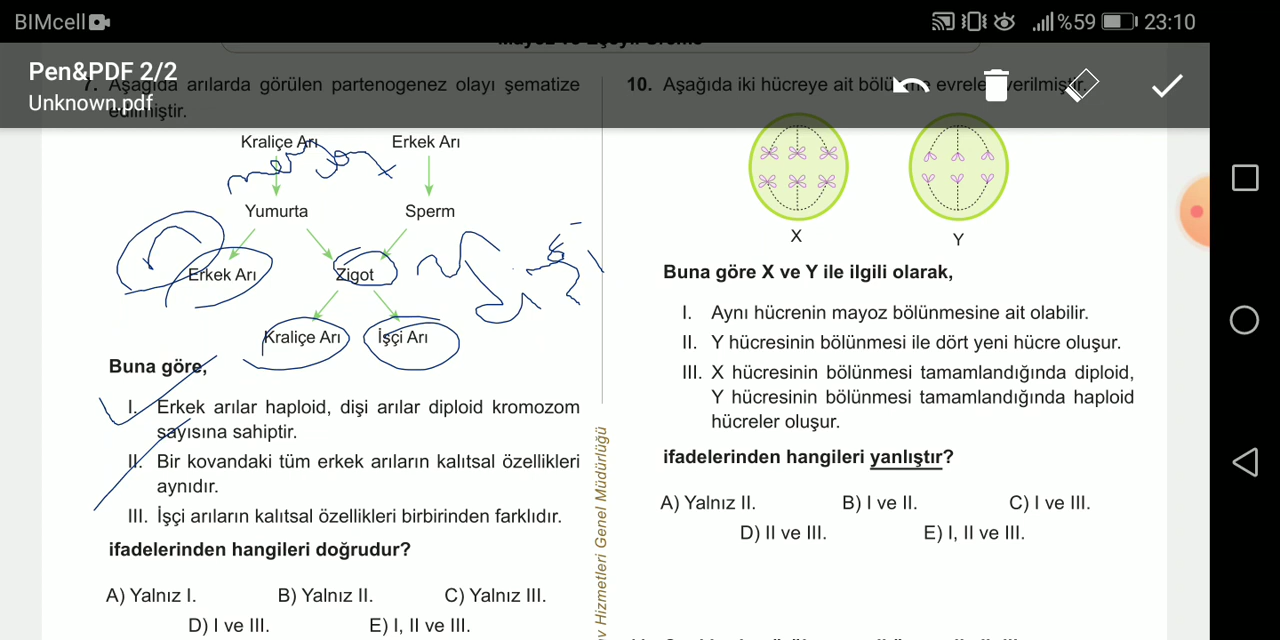 BIMcell
%59 23:10
Pen&PDF 2/2
Unknown.pdf
7. Aşağıda arılarda görülen partenogenez olayı şematize
edilmiştir.
Kraliçe Arı Erkek Arı
Yumurta Sperm
Erkek Arı Zigot
Kraliçe Arı İşçi Arı
Buna göre,
I. Erkek arılar haploid, dişi arılar diploid kromozom
sayısına sahiptir.
II. Bir kovandaki tüm erkek arıların kalıtsal özellikleri
aynıdır.
III. İşçi arıların kalıtsal özellikleri birbirinden farklıdır.
ifadelerinden hangileri doğrudur?
A) Yalnız I. B) Yalnız II. C) Yalnız III.
D) I ve III. E) I, II ve III.
Hizmetleri Genel Müdürlüğü
10. Aşağıda iki hücreye ait bölünme evreleri verilmiştir.
X Y
Buna göre X ve Y ile ilgili olarak,
I. Aynı hücrenin mayoz bölünmesine ait olabilir.
II. Y hücresinin bölünmesi ile dört yeni hücre oluşur.
III. X hücresinin bölünmesi tamamlandığında diploid,
Y hücresinin bölünmesi tamamlandığında haploid
hücreler oluşur.
ifadelerinden hangileri yanlıştır?
A) Yalnız II. B) I ve II. C) I ve III.
D) II ve III. E) I, II ve III.